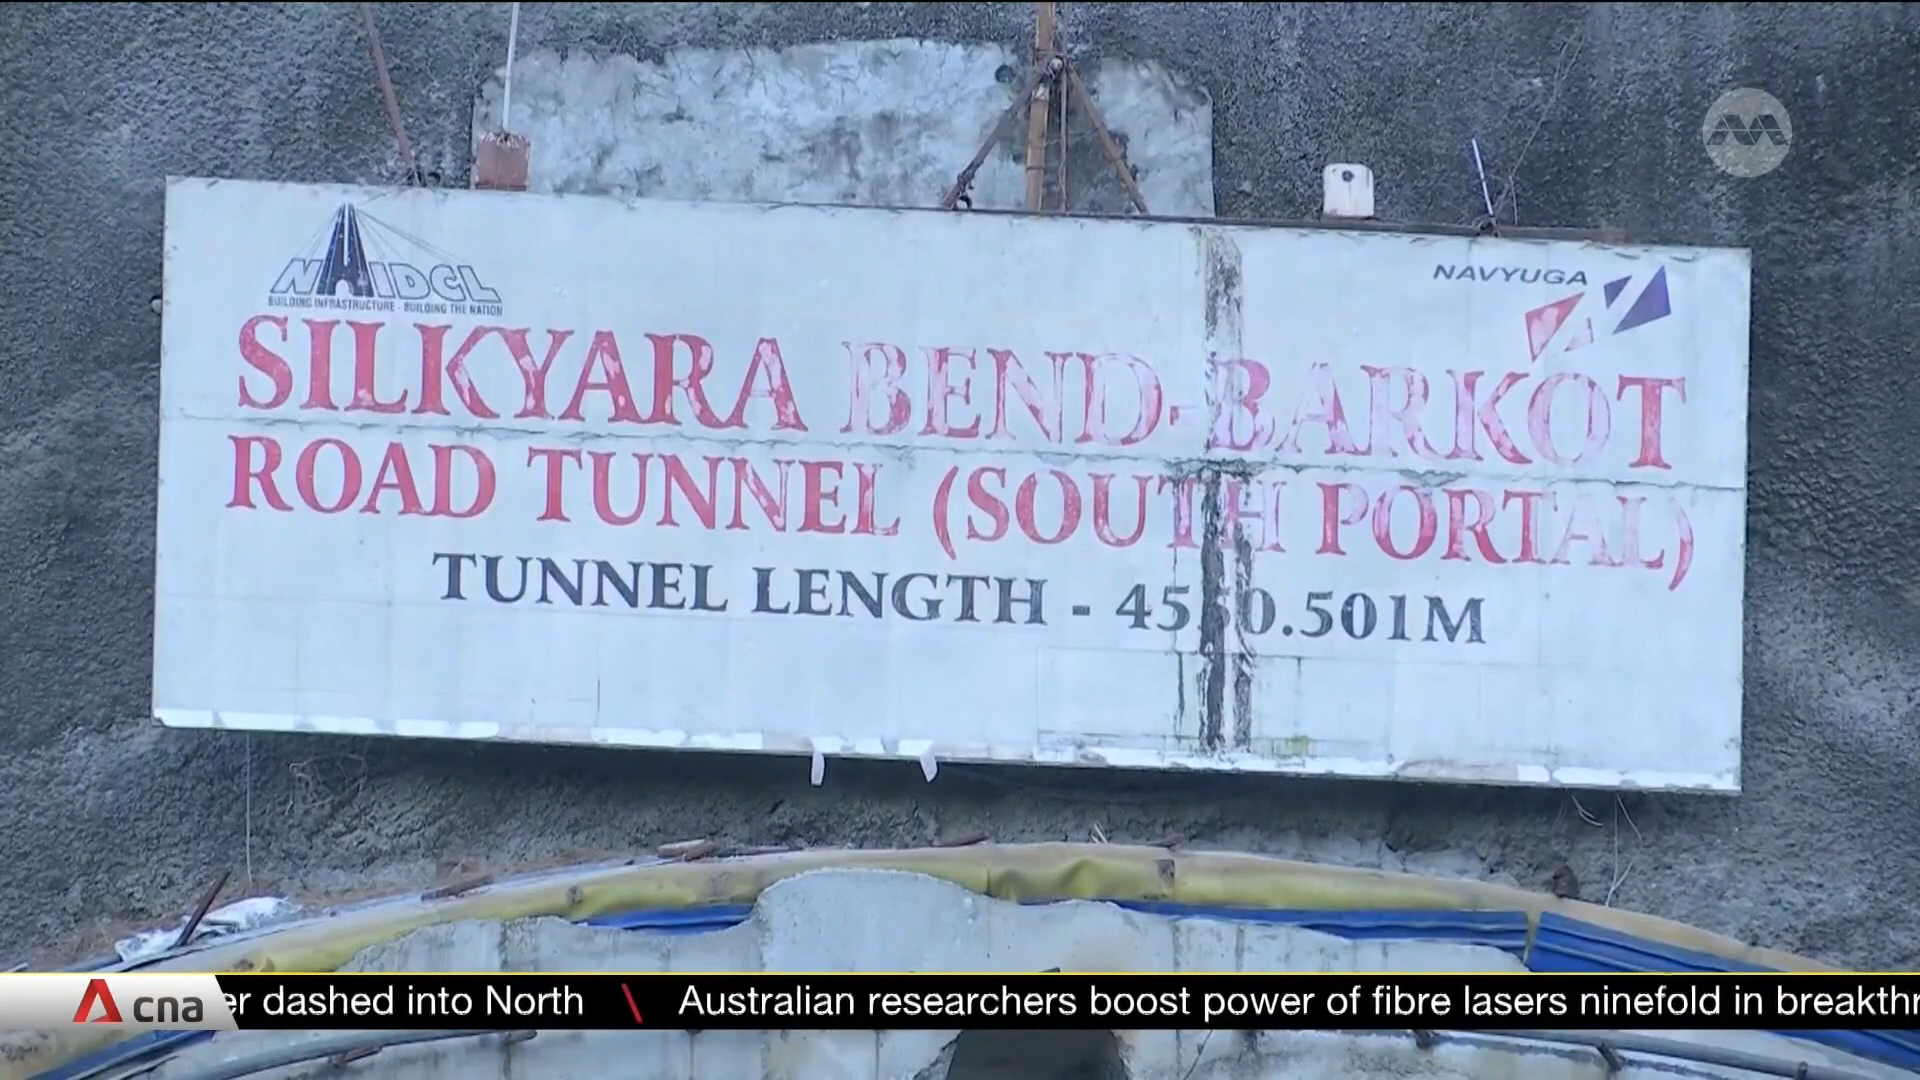 NHIDCL
BUILDING INFRASTRUCTURE - BUILDING THE NATION
NAVYUGA
SILKYARA BEND-BARKOT
ROAD TUNNEL (SOUTH PORTAL)
TUNNEL LENGTH - 4550.501M
cna
er dashed into North \ Australian researchers boost power of fibre lasers ninefold in breakthr